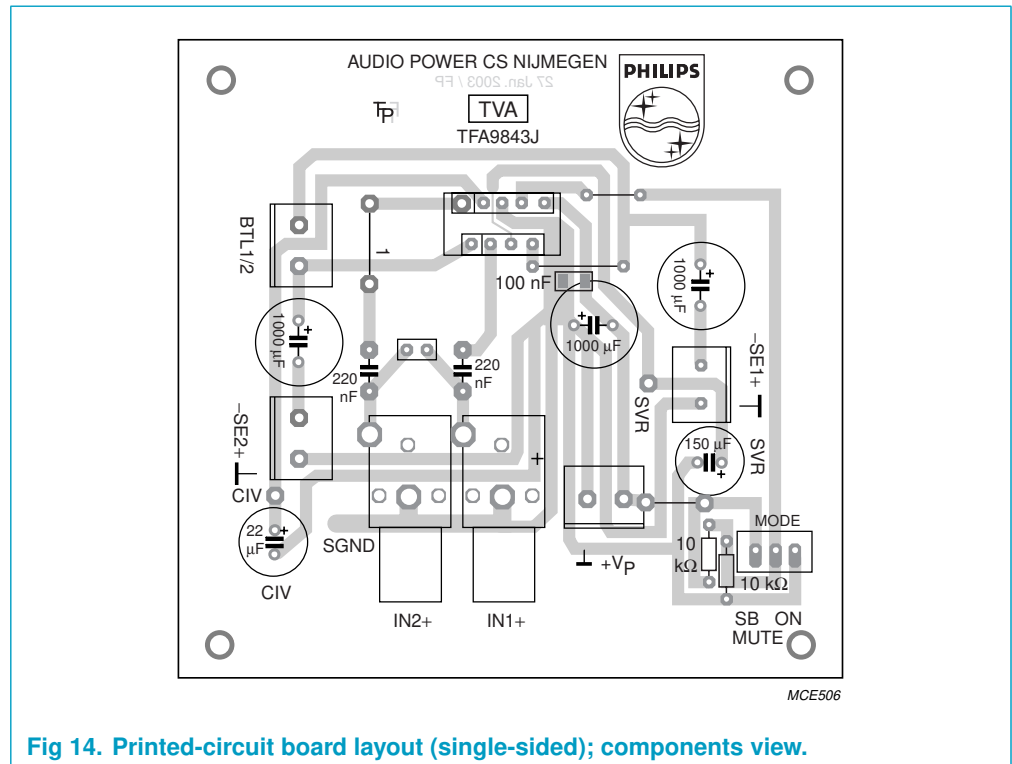 AUDIO POWER CS NIJMEGEN
27 Jan. 2003 / FP
PHILIPS
TVA
TFA9843J
BTL1/2
1
100 nF
1000 µF
1000 µF
1000 µF
220 nF
220 nF
–SE1+
SVR
–SE2+
150 µF
SVR
CIV
22 µF
CIV
SGND
+
IN2+
IN1+
+VP
10 kΩ
10 kΩ
MODE
SB ON
MUTE
MCE506
Fig 14. Printed-circuit board layout (single-sided); components view.